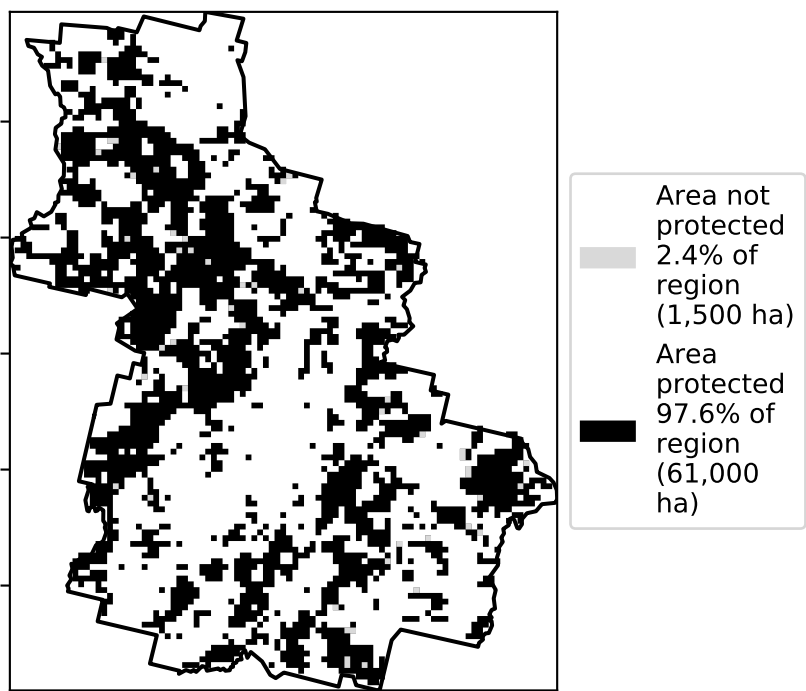 Area not
protected
2.4% of
region
(1,500 ha)
Area
protected
97.6% of
region
(61,000
ha)